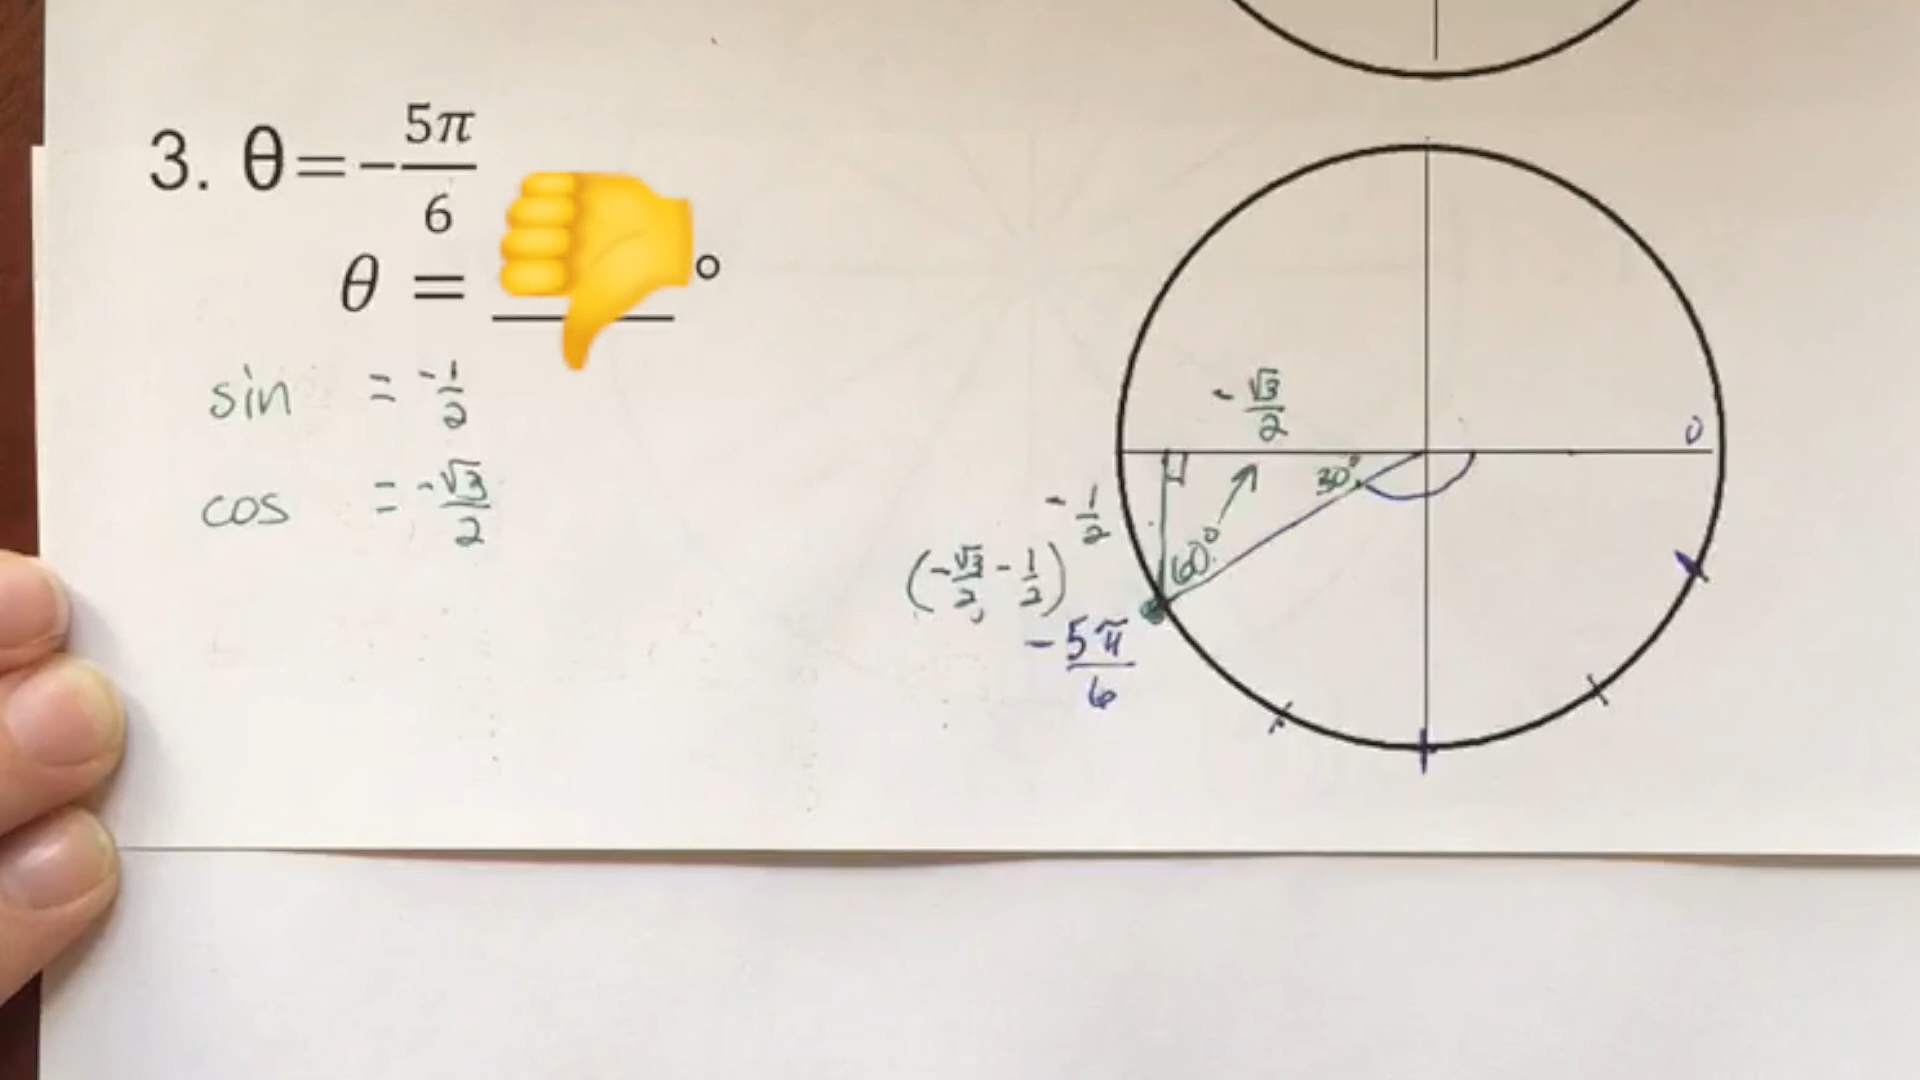 3. θ=-5π/6
θ = ____°
sin = -1/2
cos = -√3/2
-√3/2
0
30°
-1/2
60°
(-√3/2, -1/2)
-5π/6